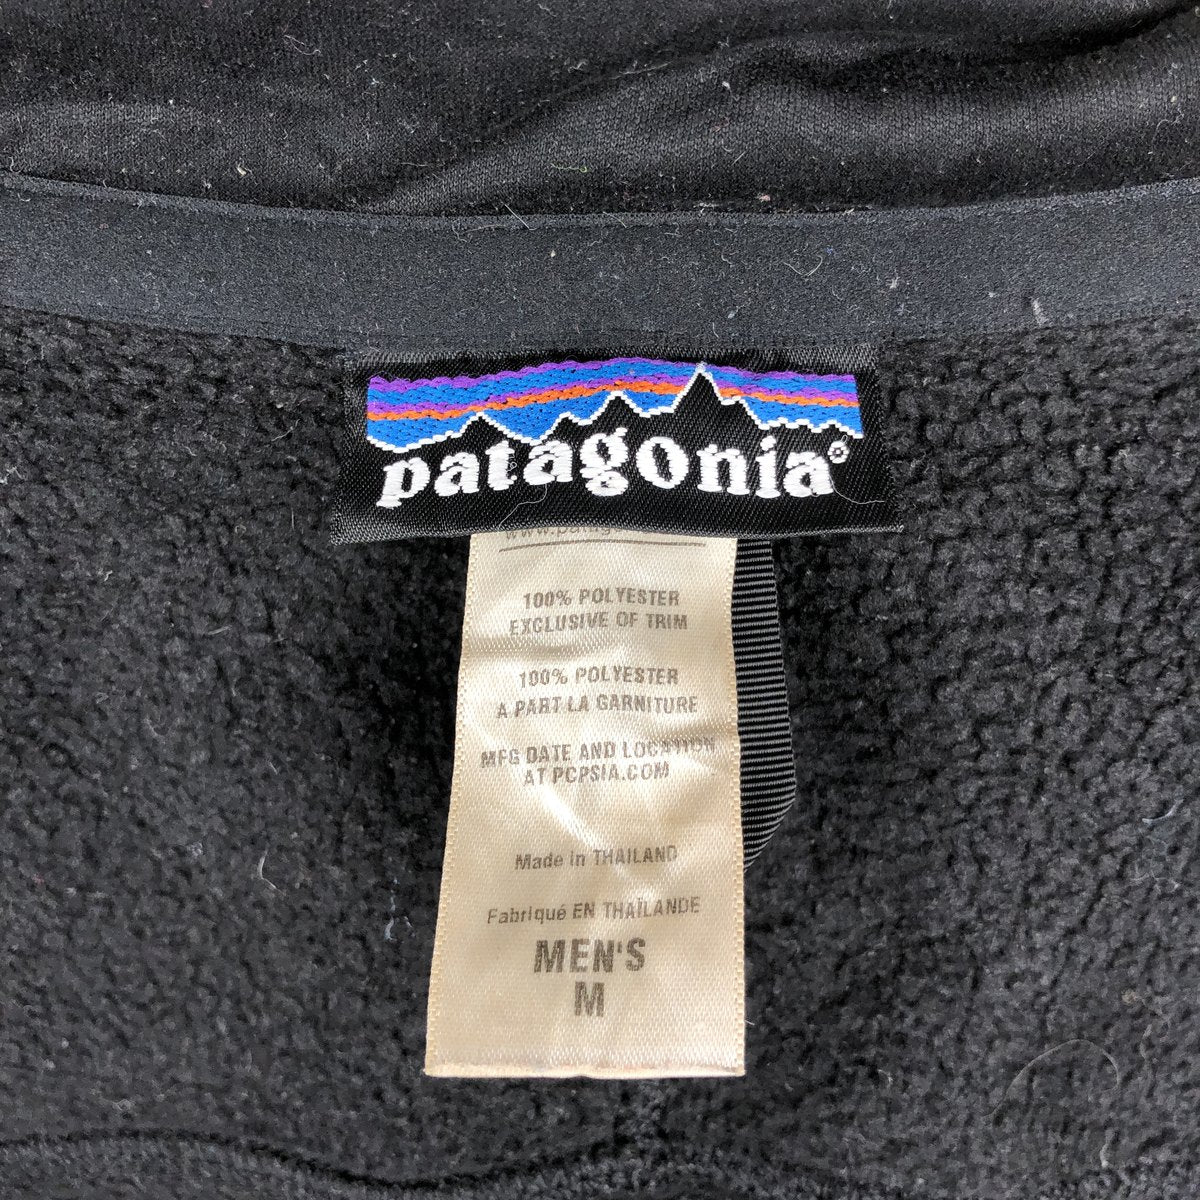 patagonia®
100% POLYESTER
EXCLUSIVE OF TRIM
100% POLYESTER
A PART LA GARNITURE
MFG DATE AND LOCATION
AT PCPSIA.COM
Made in THAILAND
Fabriqué EN THAÏLANDE
MEN'S
M